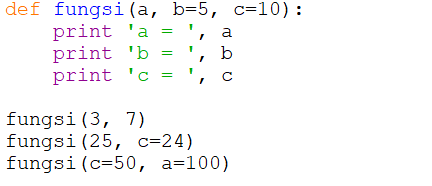 def fungsi(a, b=5, c=10):
    print 'a = ', a
    print 'b = ', b
    print 'c = ', c

fungsi(3, 7)
fungsi(25, c=24)
fungsi(c=50, a=100)